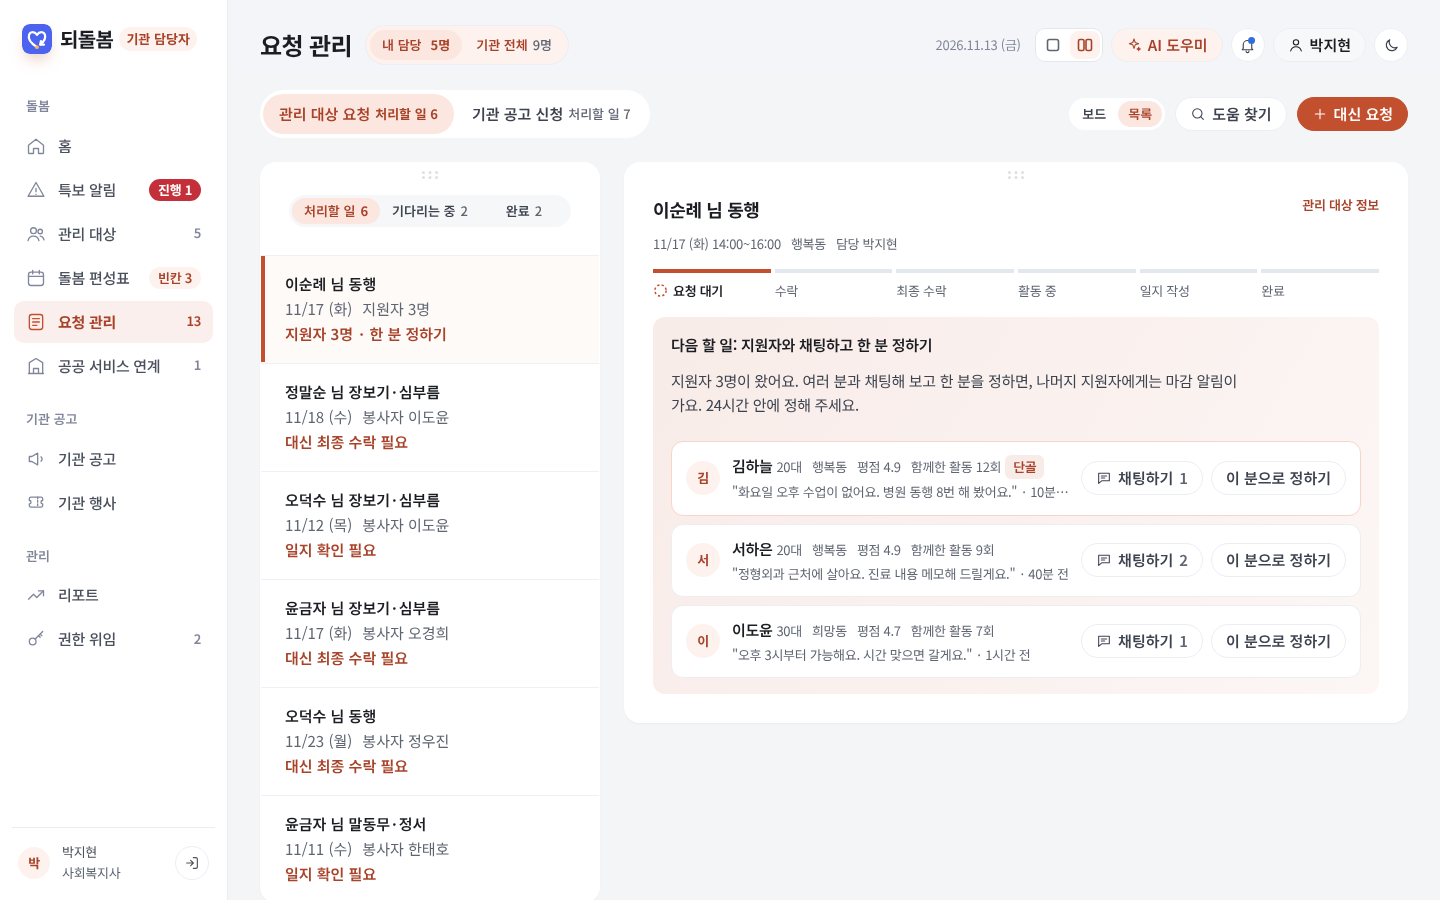 되돌봄 기관 담당자
돌봄
홈
특보 알림 진행 1
관리 대상 5
돌봄 편성표 빈칸 3
요청 관리 13
공공 서비스 연계 1
기관 공고
기관 공고
기관 행사
관리
리포트
권한 위임 2
박 박지현
사회복지사
요청 관리 내 담당 5명 기관 전체 9명
2026.11.13 (금) AI 도우미 박지현
관리 대상 요청 처리할 일 6 기관 공고 신청 처리할 일 7
보드 목록 도움 찾기 대신 요청
처리할 일 6 기다리는 중 2 완료 2
이순례 님 동행
11/17 (화) 지원자 3명
지원자 3명 · 한 분 정하기
정말순 님 장보기·심부름
11/18 (수) 봉사자 이도윤
대신 최종 수락 필요
오덕수 님 장보기·심부름
11/12 (목) 봉사자 이도윤
일지 확인 필요
윤금자 님 장보기·심부름
11/17 (화) 봉사자 오경희
대신 최종 수락 필요
오덕수 님 동행
11/23 (월) 봉사자 정우진
대신 최종 수락 필요
윤금자 님 말동무·정서
11/11 (수) 봉사자 한태호
일지 확인 필요
이순례 님 동행 관리 대상 정보
11/17 (화) 14:00~16:00 행복동 담당 박지현
요청 대기 수락 최종 수락 활동 중 일지 작성 완료
다음 할 일: 지원자와 채팅하고 한 분 정하기
지원자 3명이 왔어요. 여러 분과 채팅해 보고 한 분을 정하면, 나머지 지원자에게는 마감 알림이
가요. 24시간 안에 정해 주세요.
김 김하늘 20대 행복동 평점 4.9 함께한 활동 12회 단골
"화요일 오후 수업이 없어요. 병원 동행 8번 해 봤어요." · 10분…
채팅하기 1 이 분으로 정하기
서 서하은 20대 행복동 평점 4.9 함께한 활동 9회
"정형외과 근처에 살아요. 진료 내용 메모해 드릴게요." · 40분 전
채팅하기 2 이 분으로 정하기
이 이도윤 30대 희망동 평점 4.7 함께한 활동 7회
"오후 3시부터 가능해요. 시간 맞으면 갈게요." · 1시간 전
채팅하기 1 이 분으로 정하기